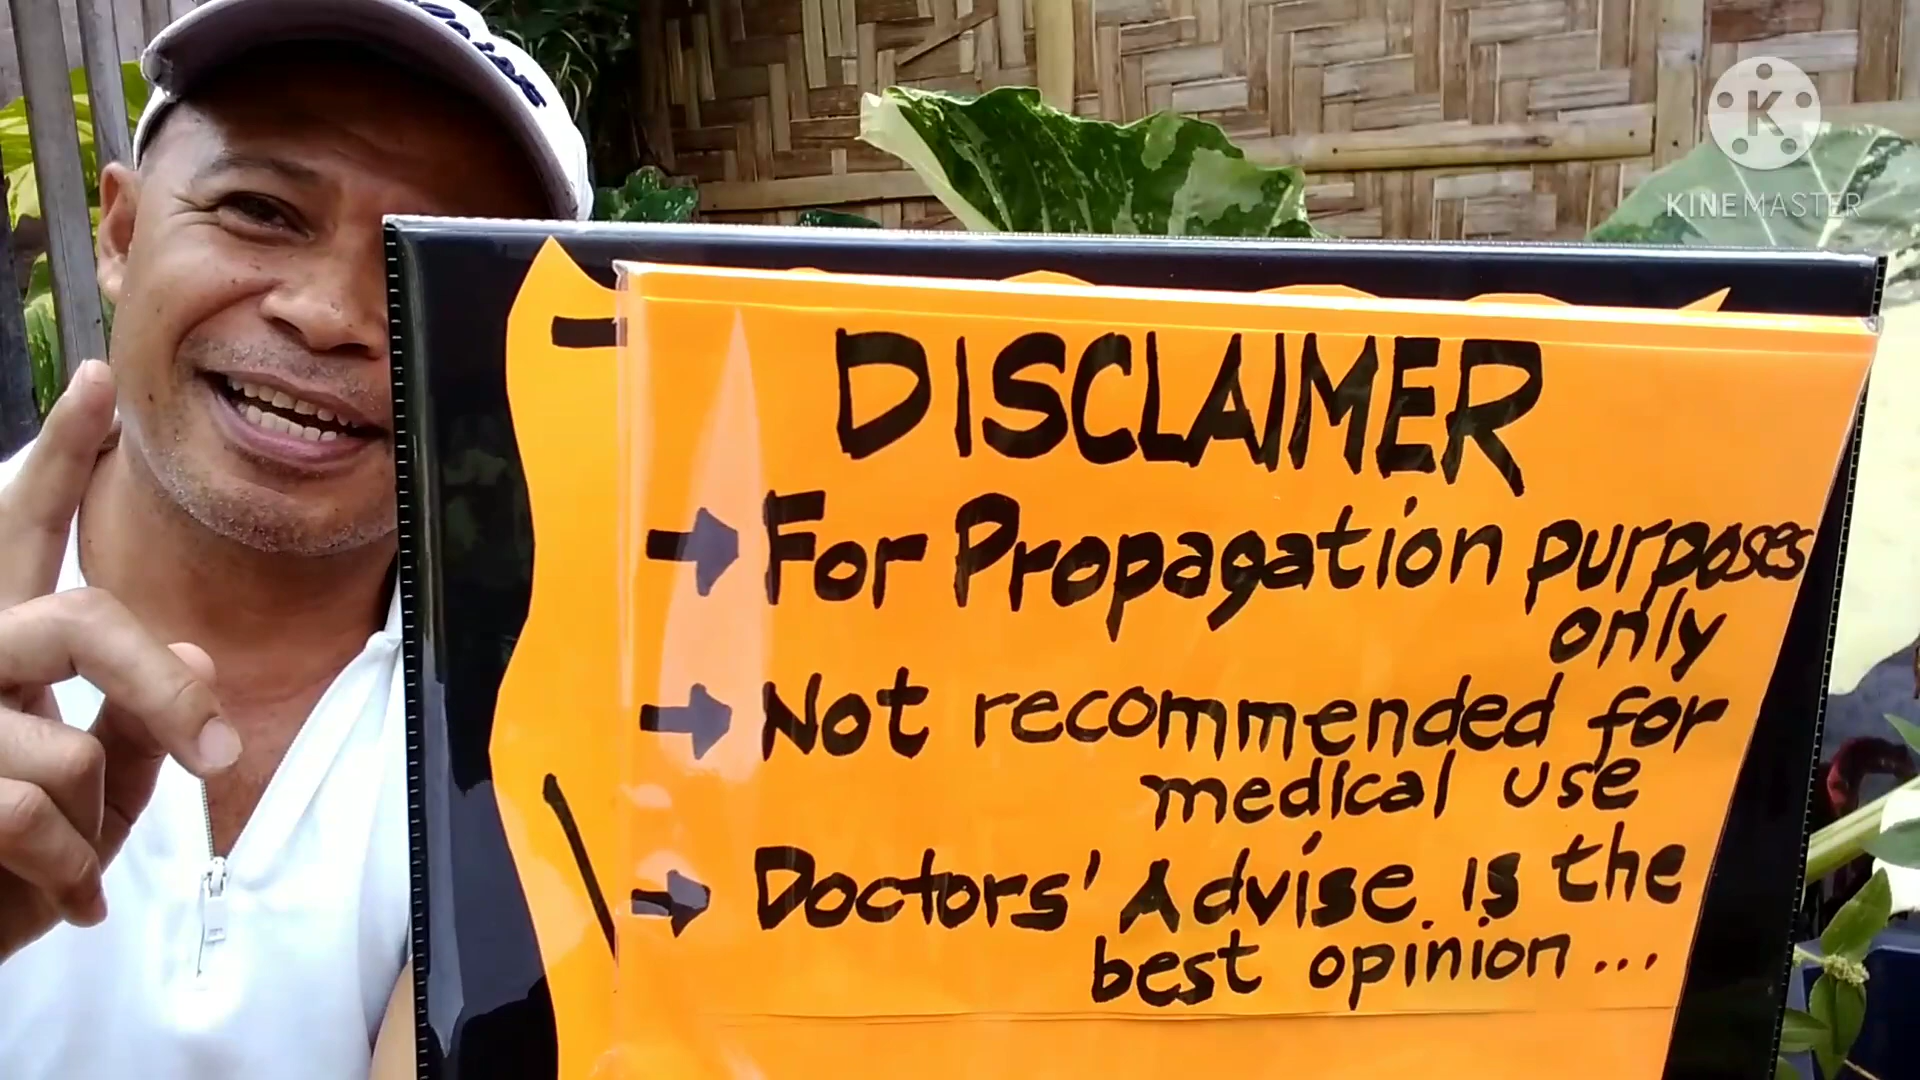 KINEMASTER
DISCLAIMER
For Propagation purposes
only
Not recommended for
medical use
Doctors' Advise is the
best opinion...